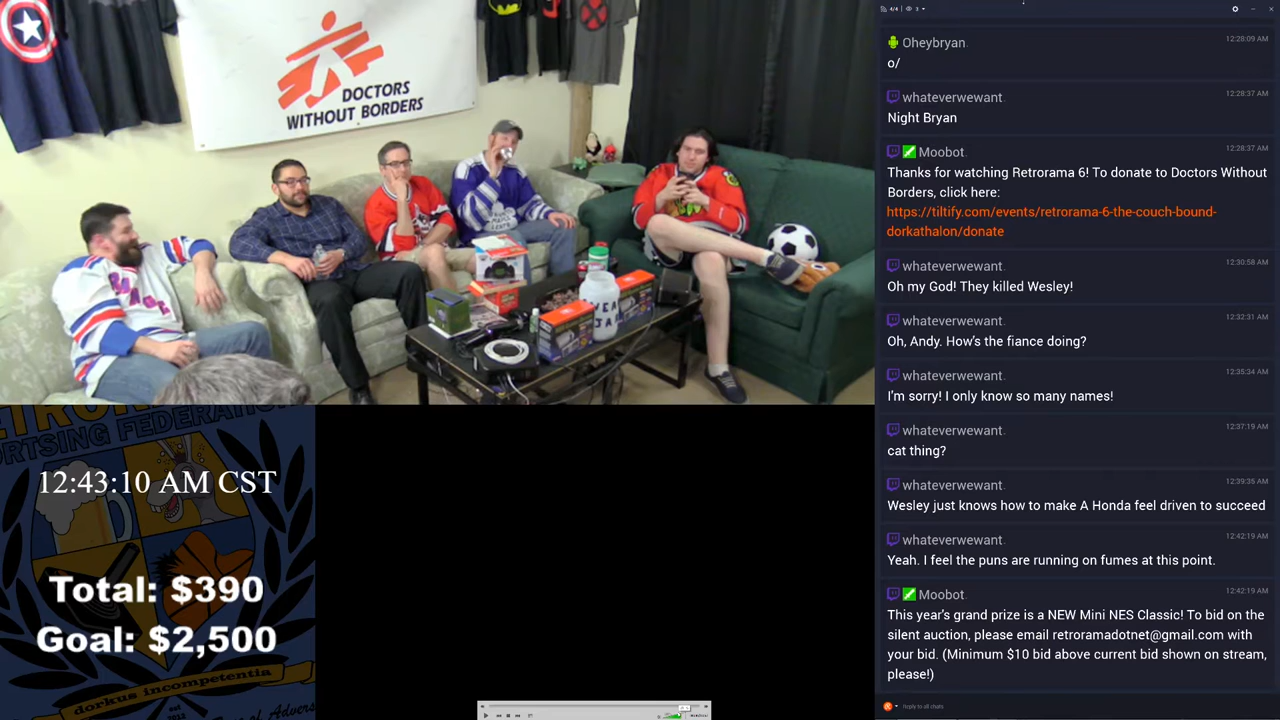 DOCTORS
WITHOUT BORDERS
12:43:10 AM CST
Total: $390
Goal: $2,500
dorkus incompetentia
4/4
3
Oheybryan.
12:28:09 AM
o/
whateverwewant.
12:28:37 AM
Night Bryan
Moobot.
12:28:37 AM
Thanks for watching Retrorama 6! To donate to Doctors Without
Borders, click here:
https://tiltify.com/events/retrorama-6-the-couch-bound-
dorkathalon/donate
whateverwewant.
12:30:58 AM
Oh my God! They killed Wesley!
whateverwewant.
12:32:31 AM
Oh, Andy. How's the fiance doing?
whateverwewant.
12:35:34 AM
I'm sorry! I only know so many names!
whateverwewant.
12:37:19 AM
cat thing?
whateverwewant.
12:39:35 AM
Wesley just knows how to make A Honda feel driven to succeed
whateverwewant.
12:42:19 AM
Yeah. I feel the puns are running on fumes at this point.
Moobot.
12:42:19 AM
This year's grand prize is a NEW Mini NES Classic! To bid on the
silent auction, please email retroramadotnet@gmail.com with
your bid. (Minimum $10 bid above current bid shown on stream,
please!)
Reply to all chats